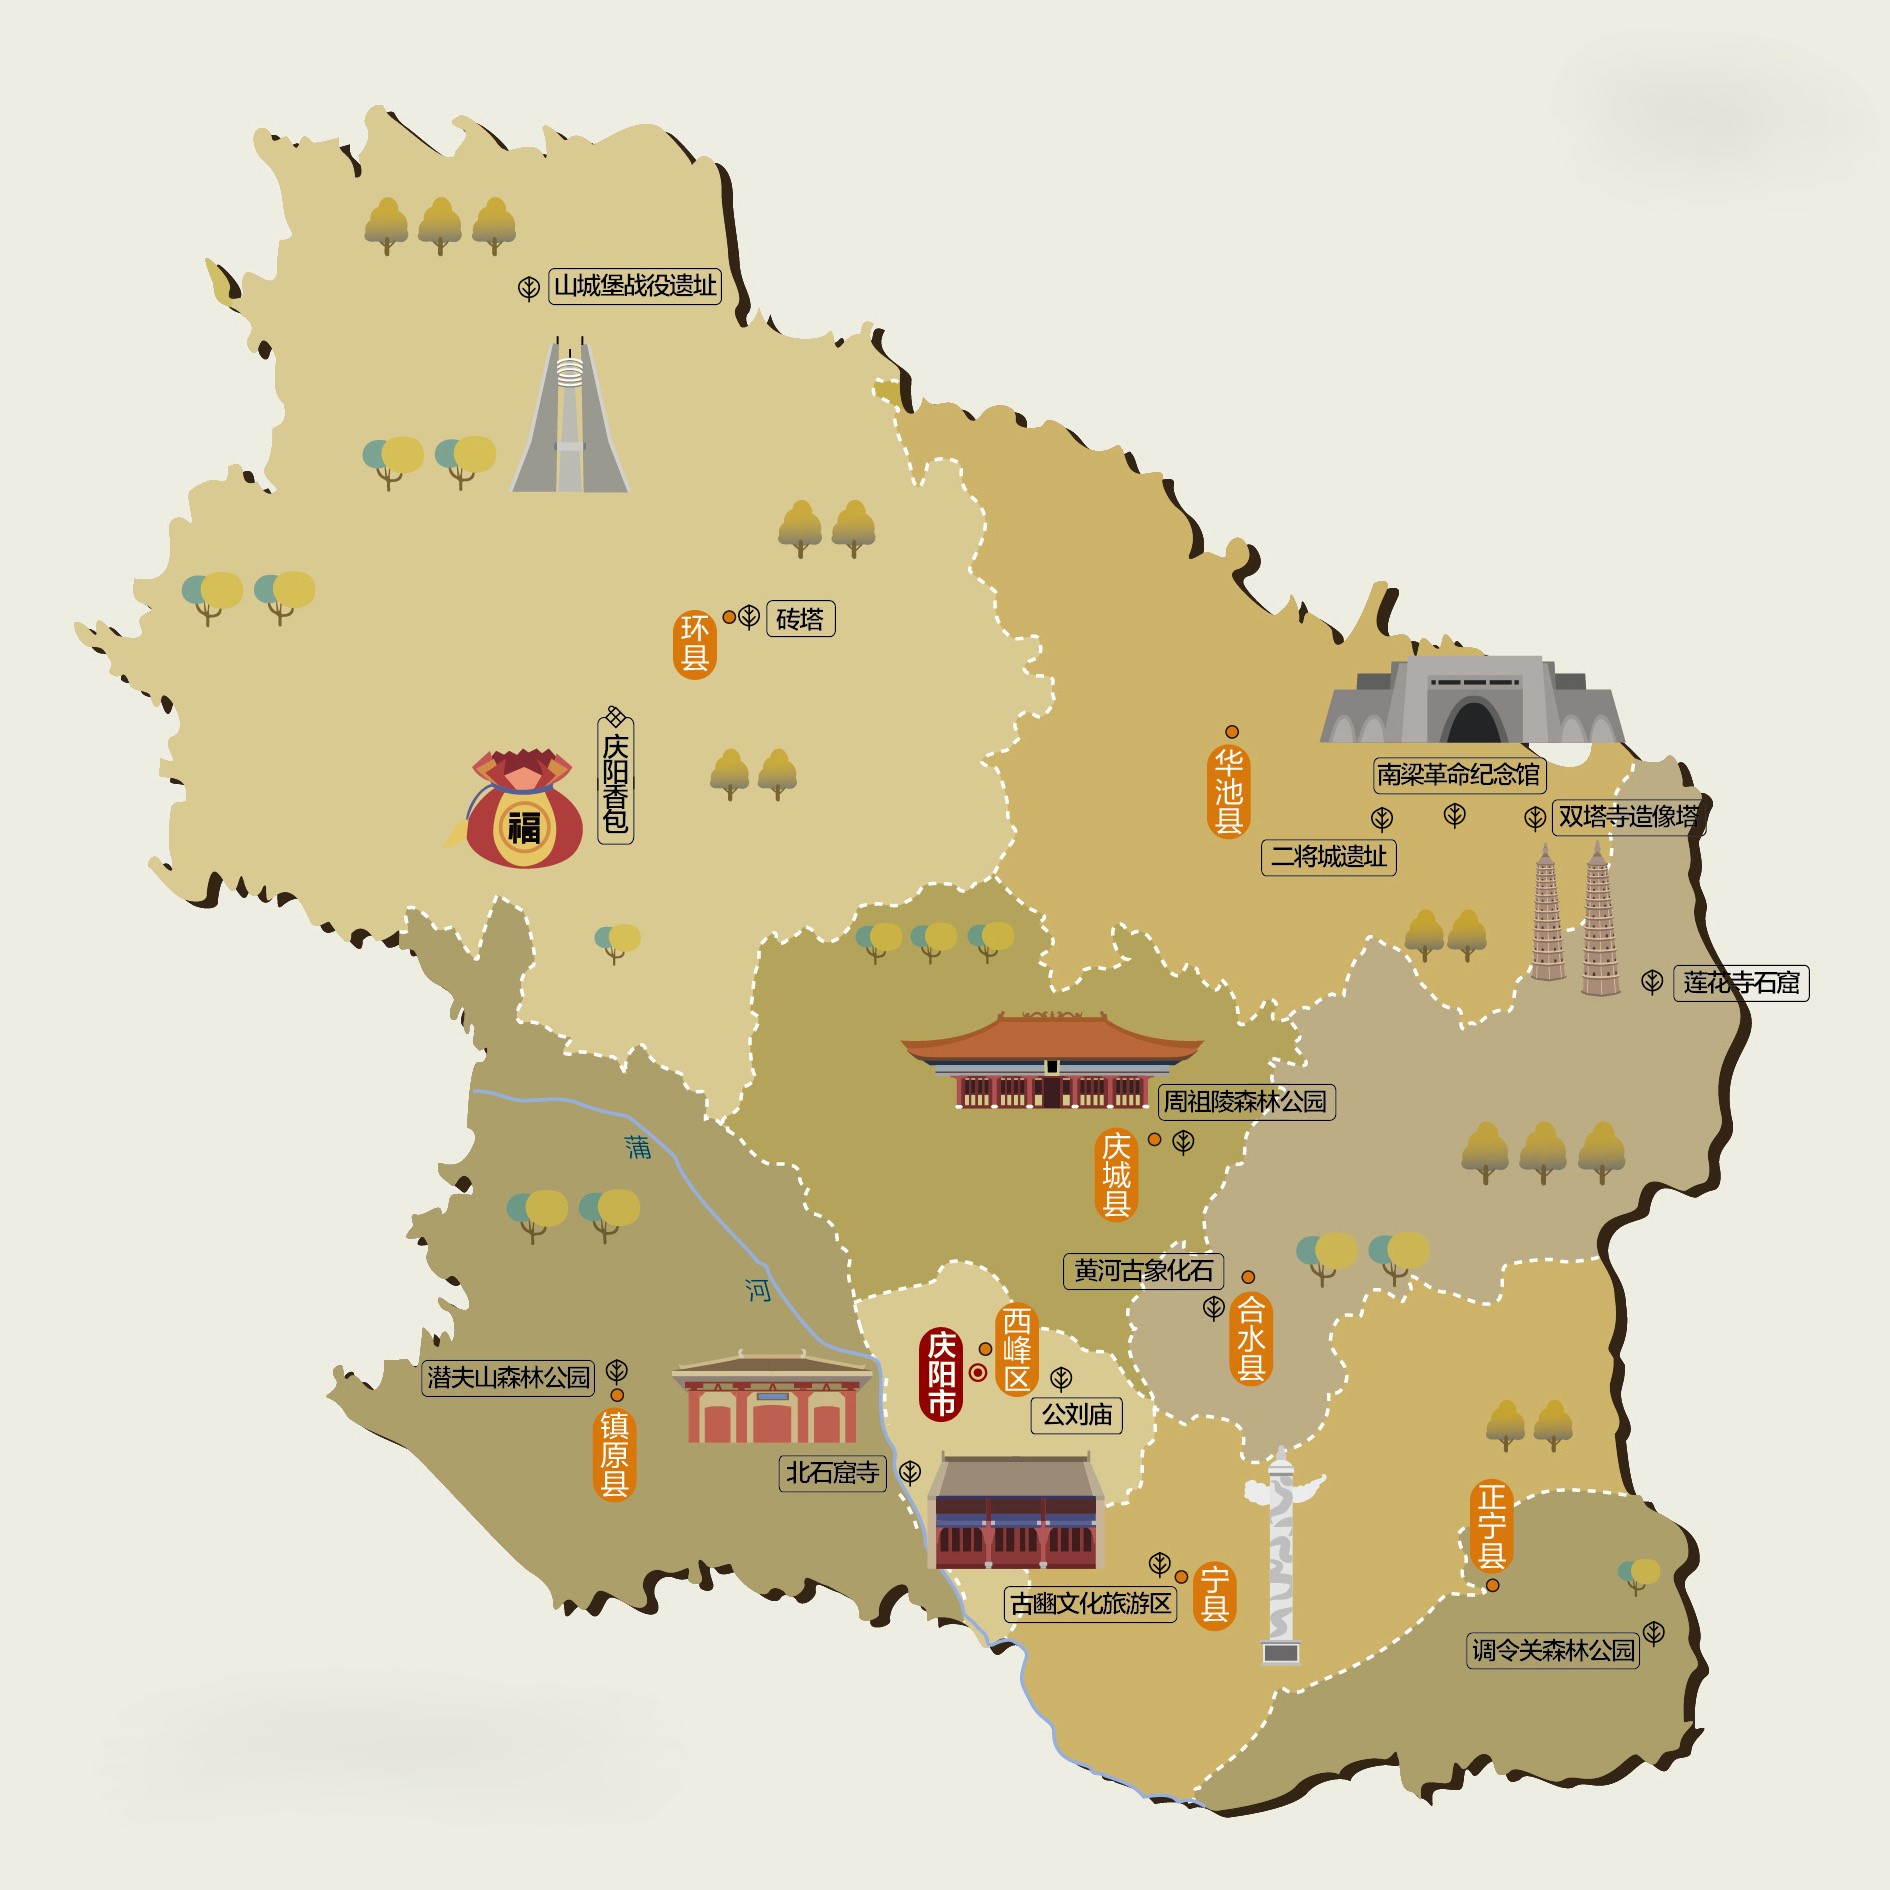 山城堡战役遗址
环县
砖塔
庆阳香包
福
华池县
南梁革命纪念馆
双塔寺造像塔
二将城遗址
莲花寺石窟
周祖陵森林公园
庆城县
蒲
河
黄河古象化石
合水县
西峰区
庆阳市
公刘庙
潜夫山森林公园
镇原县
北石窟寺
古豳文化旅游区
宁县
正宁县
调令关森林公园